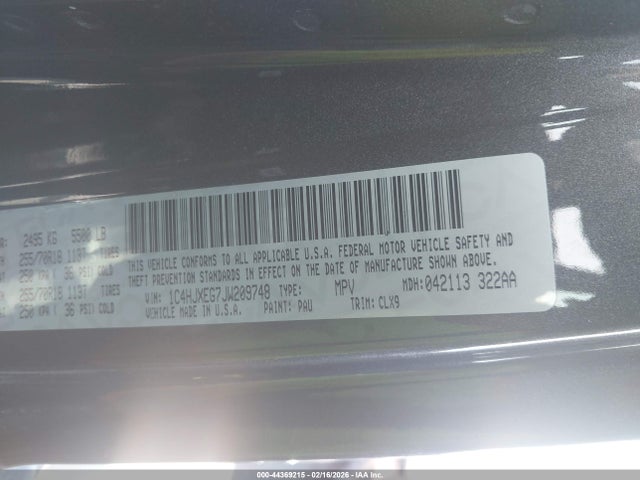 R: 2495 KG 5500 LB
255/70R18 113T TIRES
250 KPA ( 36 PSI) COLD
255/70R18 113T TIRES
250 KPA ( 36 PSI) COLD
THIS VEHICLE CONFORMS TO ALL APPLICABLE U.S.A. FEDERAL MOTOR VEHICLE SAFETY AND
THEFT PREVENTION STANDARDS IN EFFECT ON THE DATE OF MANUFACTURE SHOWN ABOVE.
VIN: 1C4HJXEG7JW209748 TYPE: MPV MDH:042113 322AA
VEHICLE MADE IN U.S.A. PAINT: PAU TRIM: CLX9
000-44369215 - 02/16/2026 - IAA Inc.